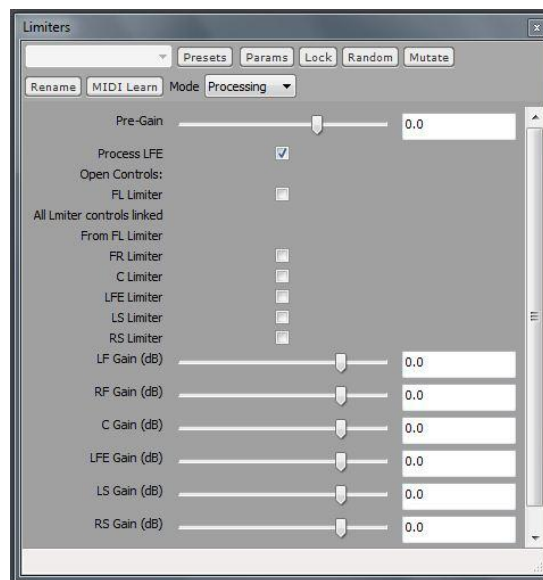 Limiters
Presets Params Lock Random Mutate
Rename MIDI Learn Mode Processing
Pre-Gain 0.0
Process LFE
Open Controls:
FL Limiter
All Lmiter controls linked
From FL Limiter
FR Limiter
C Limiter
LFE Limiter
LS Limiter
RS Limiter
LF Gain (dB) 0.0
RF Gain (dB) 0.0
C Gain (dB) 0.0
LFE Gain (dB) 0.0
LS Gain (dB) 0.0
RS Gain (dB) 0.0